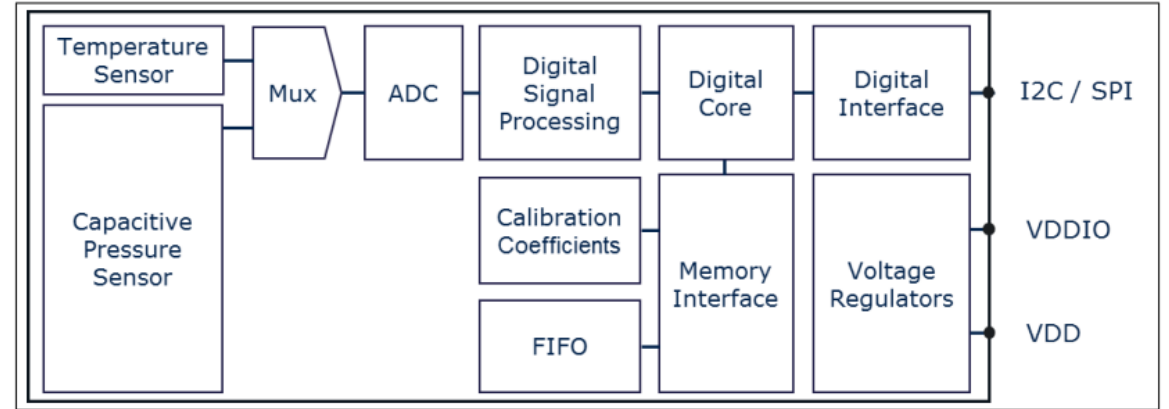 Temperature
Sensor
Mux
ADC
Digital
Signal
Processing
Digital
Core
Digital
Interface
I2C / SPI
Capacitive
Pressure
Sensor
Calibration
Coefficients
FIFO
Memory
Interface
Voltage
Regulators
VDDIO
VDD